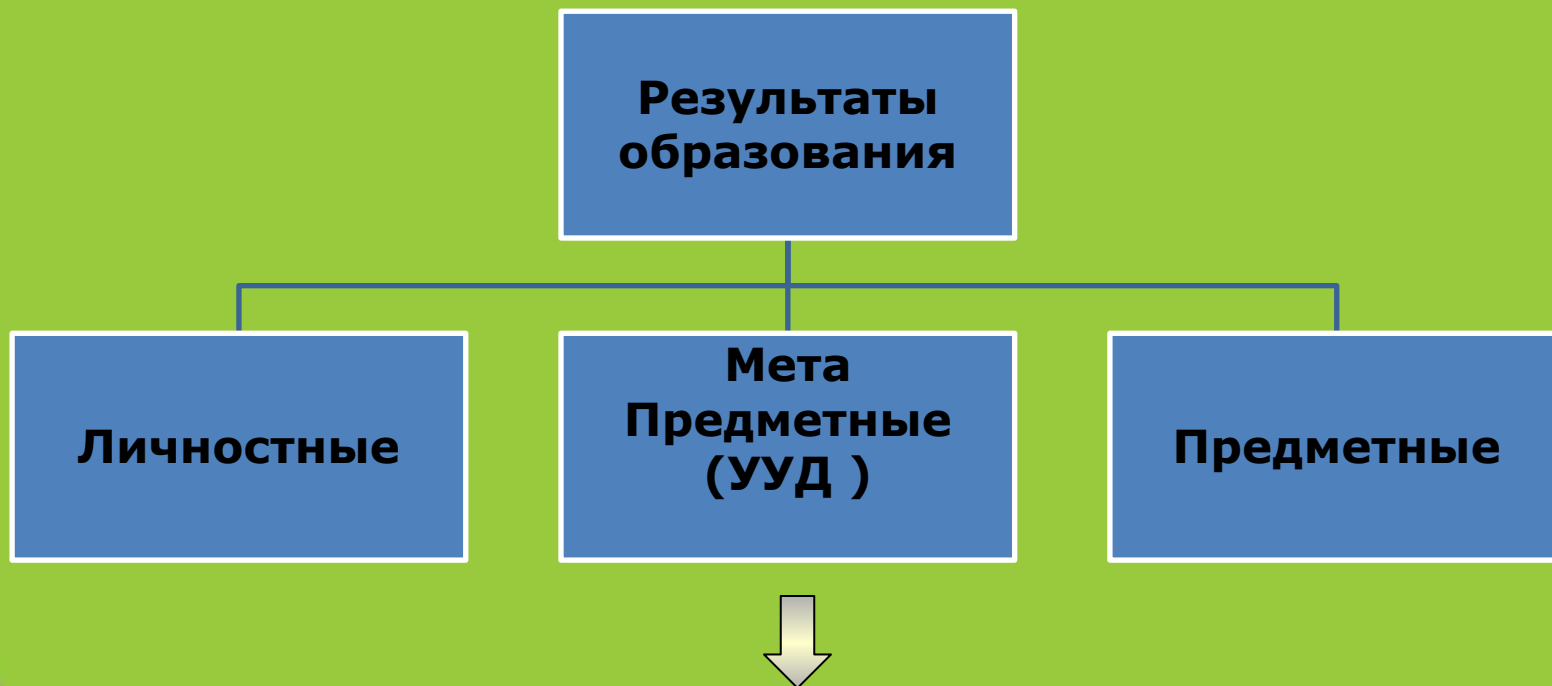 Результаты
образования
Личностные
Мета
Предметные
(УУД )
Предметные